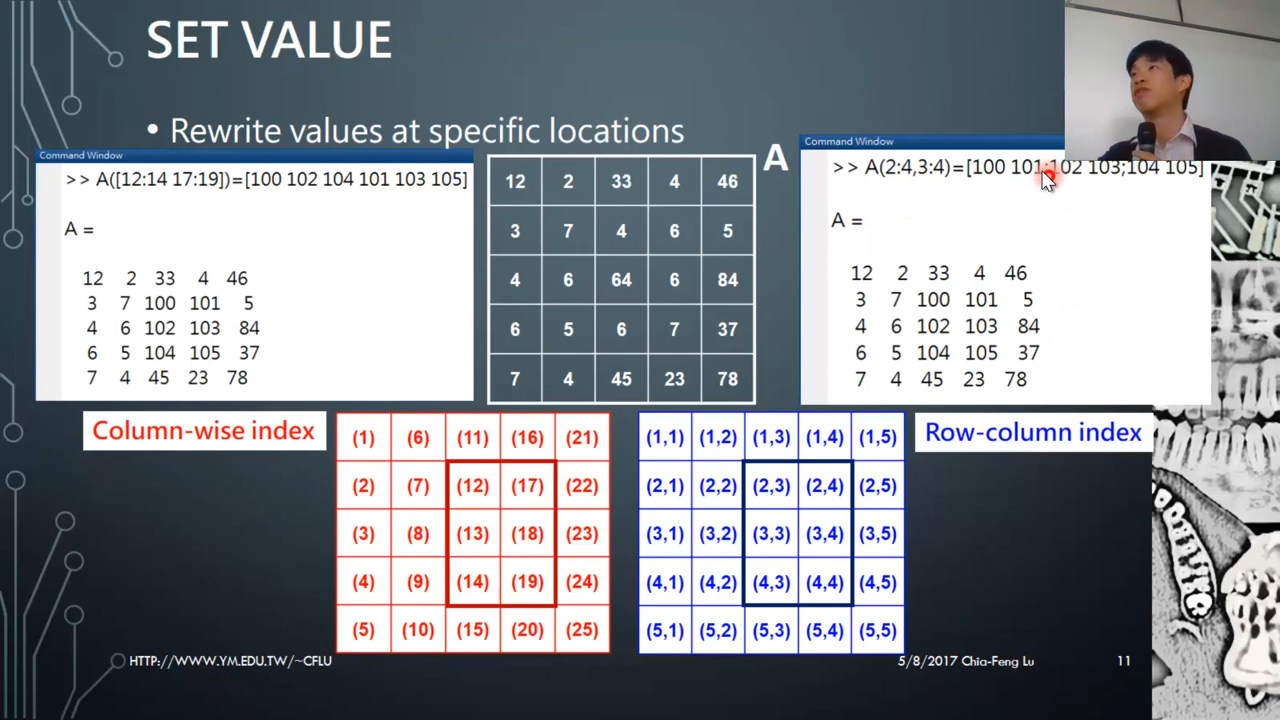 SET VALUE
• Rewrite values at specific locations
Command Window
>> A([12:14 17:19])=[100 102 104 101 103 105]
A =
12 2 33 4 46
3 7 100 101 5
4 6 102 103 84
6 5 104 105 37
7 4 45 23 78
A
12 2 33 4 46
3 7 4 6 5
4 6 64 6 84
6 5 6 7 37
7 4 45 23 78
Command Window
>> A(2:4,3:4)=[100 101;102 103;104 105]
A =
12 2 33 4 46
3 7 100 101 5
4 6 102 103 84
6 5 104 105 37
7 4 45 23 78
Column-wise index
(1) (6) (11) (16) (21)
(2) (7) (12) (17) (22)
(3) (8) (13) (18) (23)
(4) (9) (14) (19) (24)
(5) (10) (15) (20) (25)
(1,1) (1,2) (1,3) (1,4) (1,5)
(2,1) (2,2) (2,3) (2,4) (2,5)
(3,1) (3,2) (3,3) (3,4) (3,5)
(4,1) (4,2) (4,3) (4,4) (4,5)
(5,1) (5,2) (5,3) (5,4) (5,5)
Row-column index
HTTP://WWW.YM.EDU.TW/~CFLU
5/8/2017 Chia-Feng Lu
11